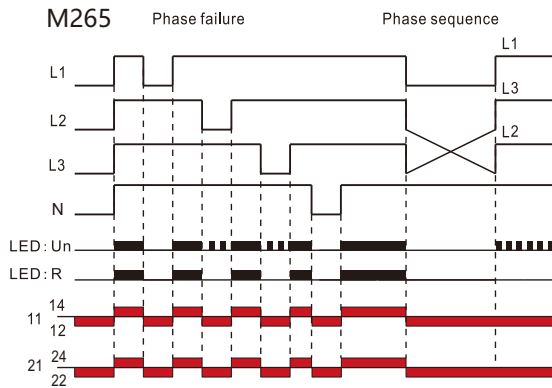 M265 Phase failure Phase sequence
L1 L1
L3
L2 L2
L3
N
LED: Un
LED: R
14
11
12
24
21
22